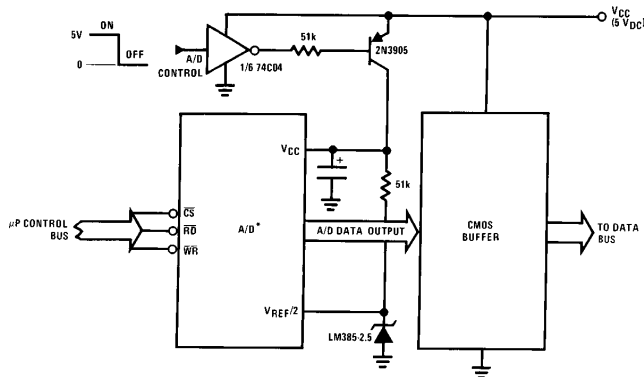 ON
5V
OFF
0
A/D
CONTROL
1/6 74C04
51k
2N3905
VCC
(5 VDC)
VCC
+
51k
µP CONTROL
BUS
CS
RD
WR
A/D*
A/D DATA OUTPUT
CMOS
BUFFER
TO DATA
BUS
VREF/2
LM385-2.5